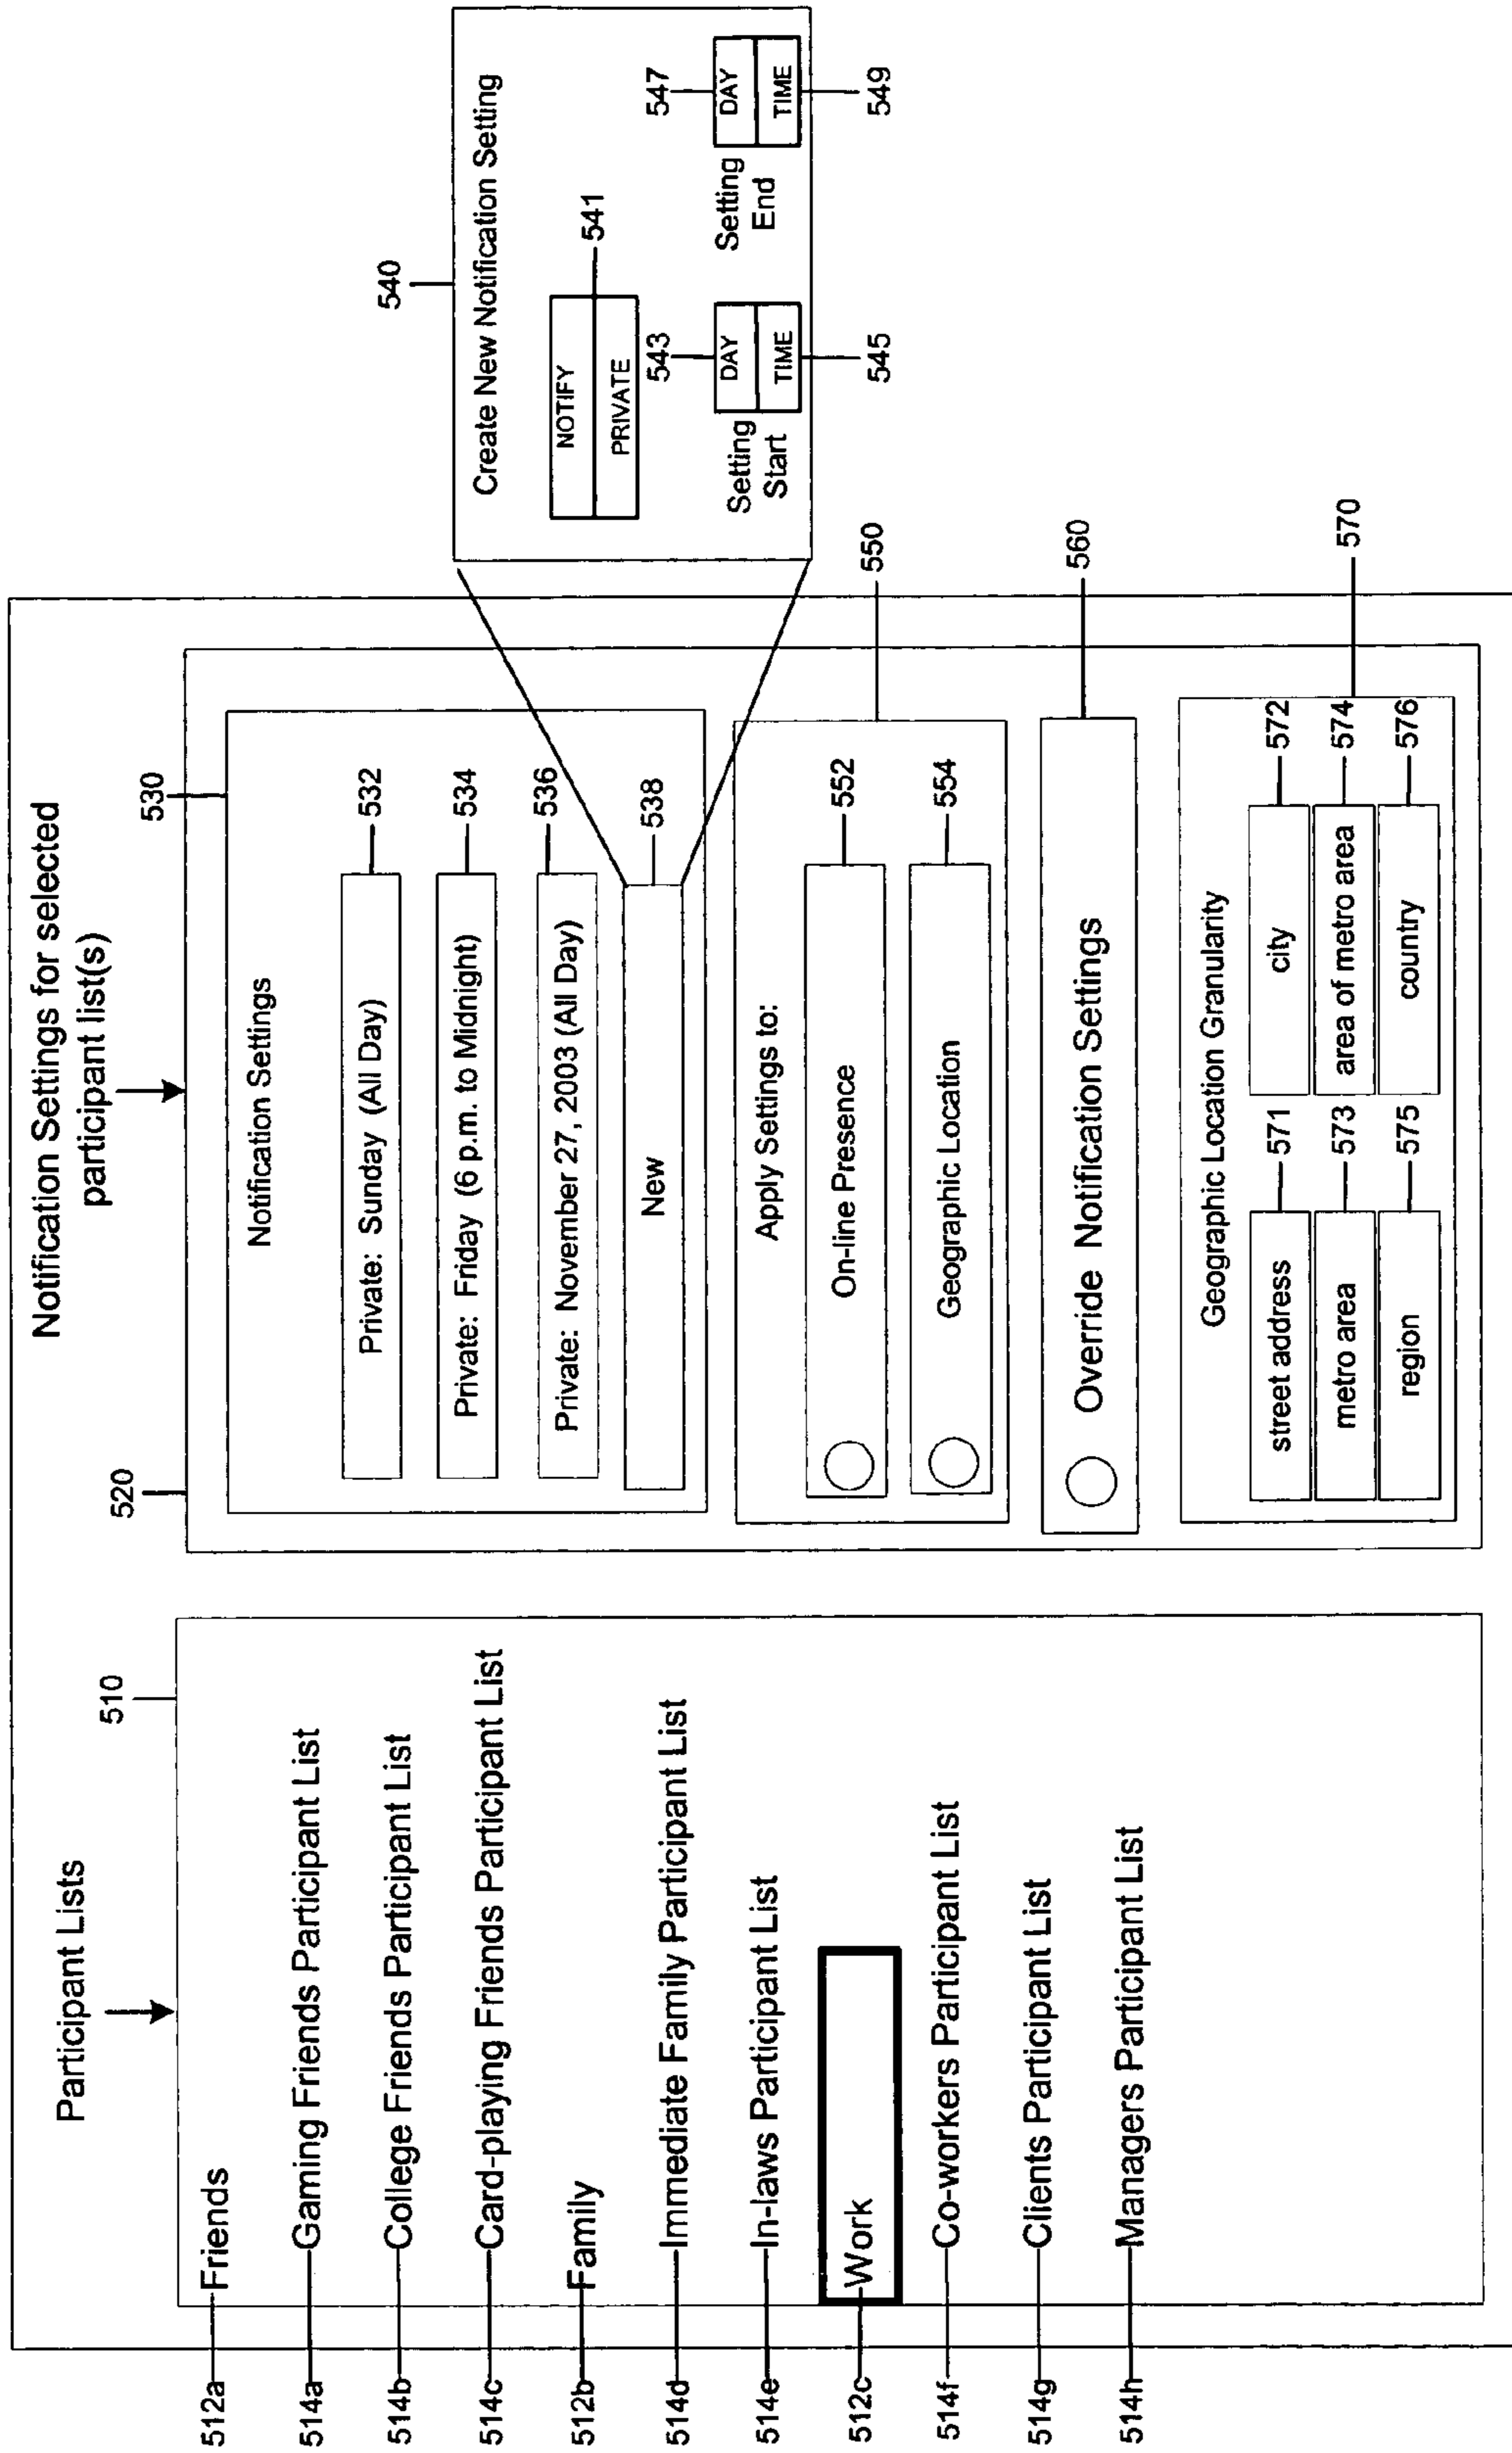 Participant Lists
510
512a
Friends
514a
Gaming Friends Participant List
514b
College Friends Participant List
514c
Card-playing Friends Participant List
512b
Family
514d
Immediate Family Participant List
514e
In-laws Participant List
512c
Work
514f
Co-workers Participant List
514g
Clients Participant List
514h
Managers Participant List
Notification Settings for selected
participant list(s)
520
530
Notification Settings
Private: Sunday (All Day)
532
Private: Friday (6 p.m. to Midnight)
534
Private: November 27, 2003 (All Day)
536
New
538
Apply Settings to:
550
On-line Presence
552
Geographic Location
554
Override Notification Settings
560
Geographic Location Granularity
570
street address
571
city
572
metro area
573
area of metro area
574
region
575
country
576
540
Create New Notification Setting
NOTIFY
PRIVATE
541
543
547
Setting
Start
DAY
TIME
Setting
End
DAY
TIME
545
549